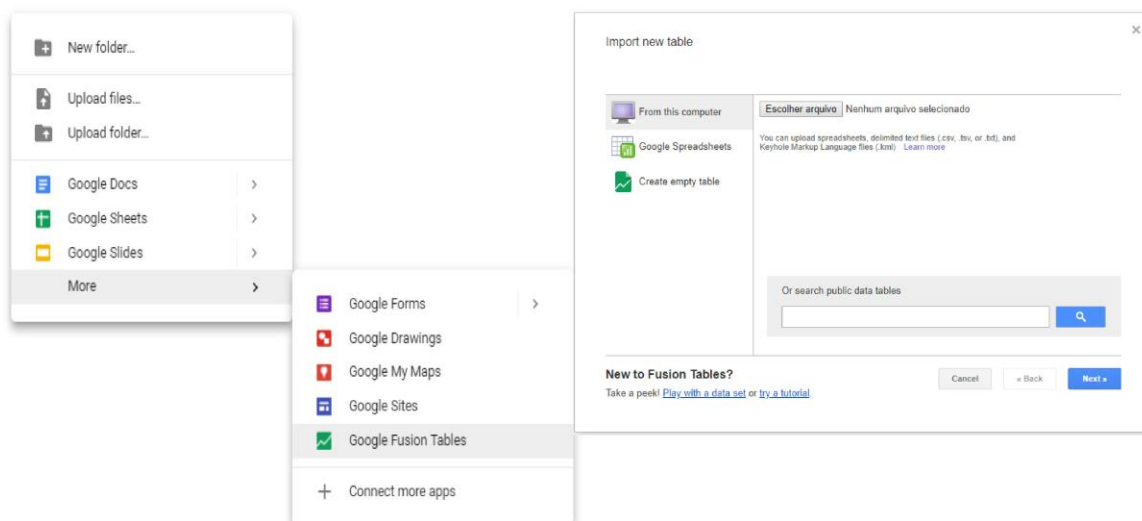 New folder...
Upload files...
Upload folder...
Google Docs
Google Sheets
Google Slides
More
Google Forms
Google Drawings
Google My Maps
Google Sites
Google Fusion Tables
Connect more apps
Import new table
From this computer
Google Spreadsheets
Create empty table
Escolher arquivo Nenhum arquivo selecionado
You can upload spreadsheets, delimited text files (.csv, .tsv, or .txt), and
Keyhole Markup Language files (.kml) Learn more
Or search public data tables
New to Fusion Tables?
Take a peek! Play with a data set or try a tutorial.
Cancel
« Back
Next »